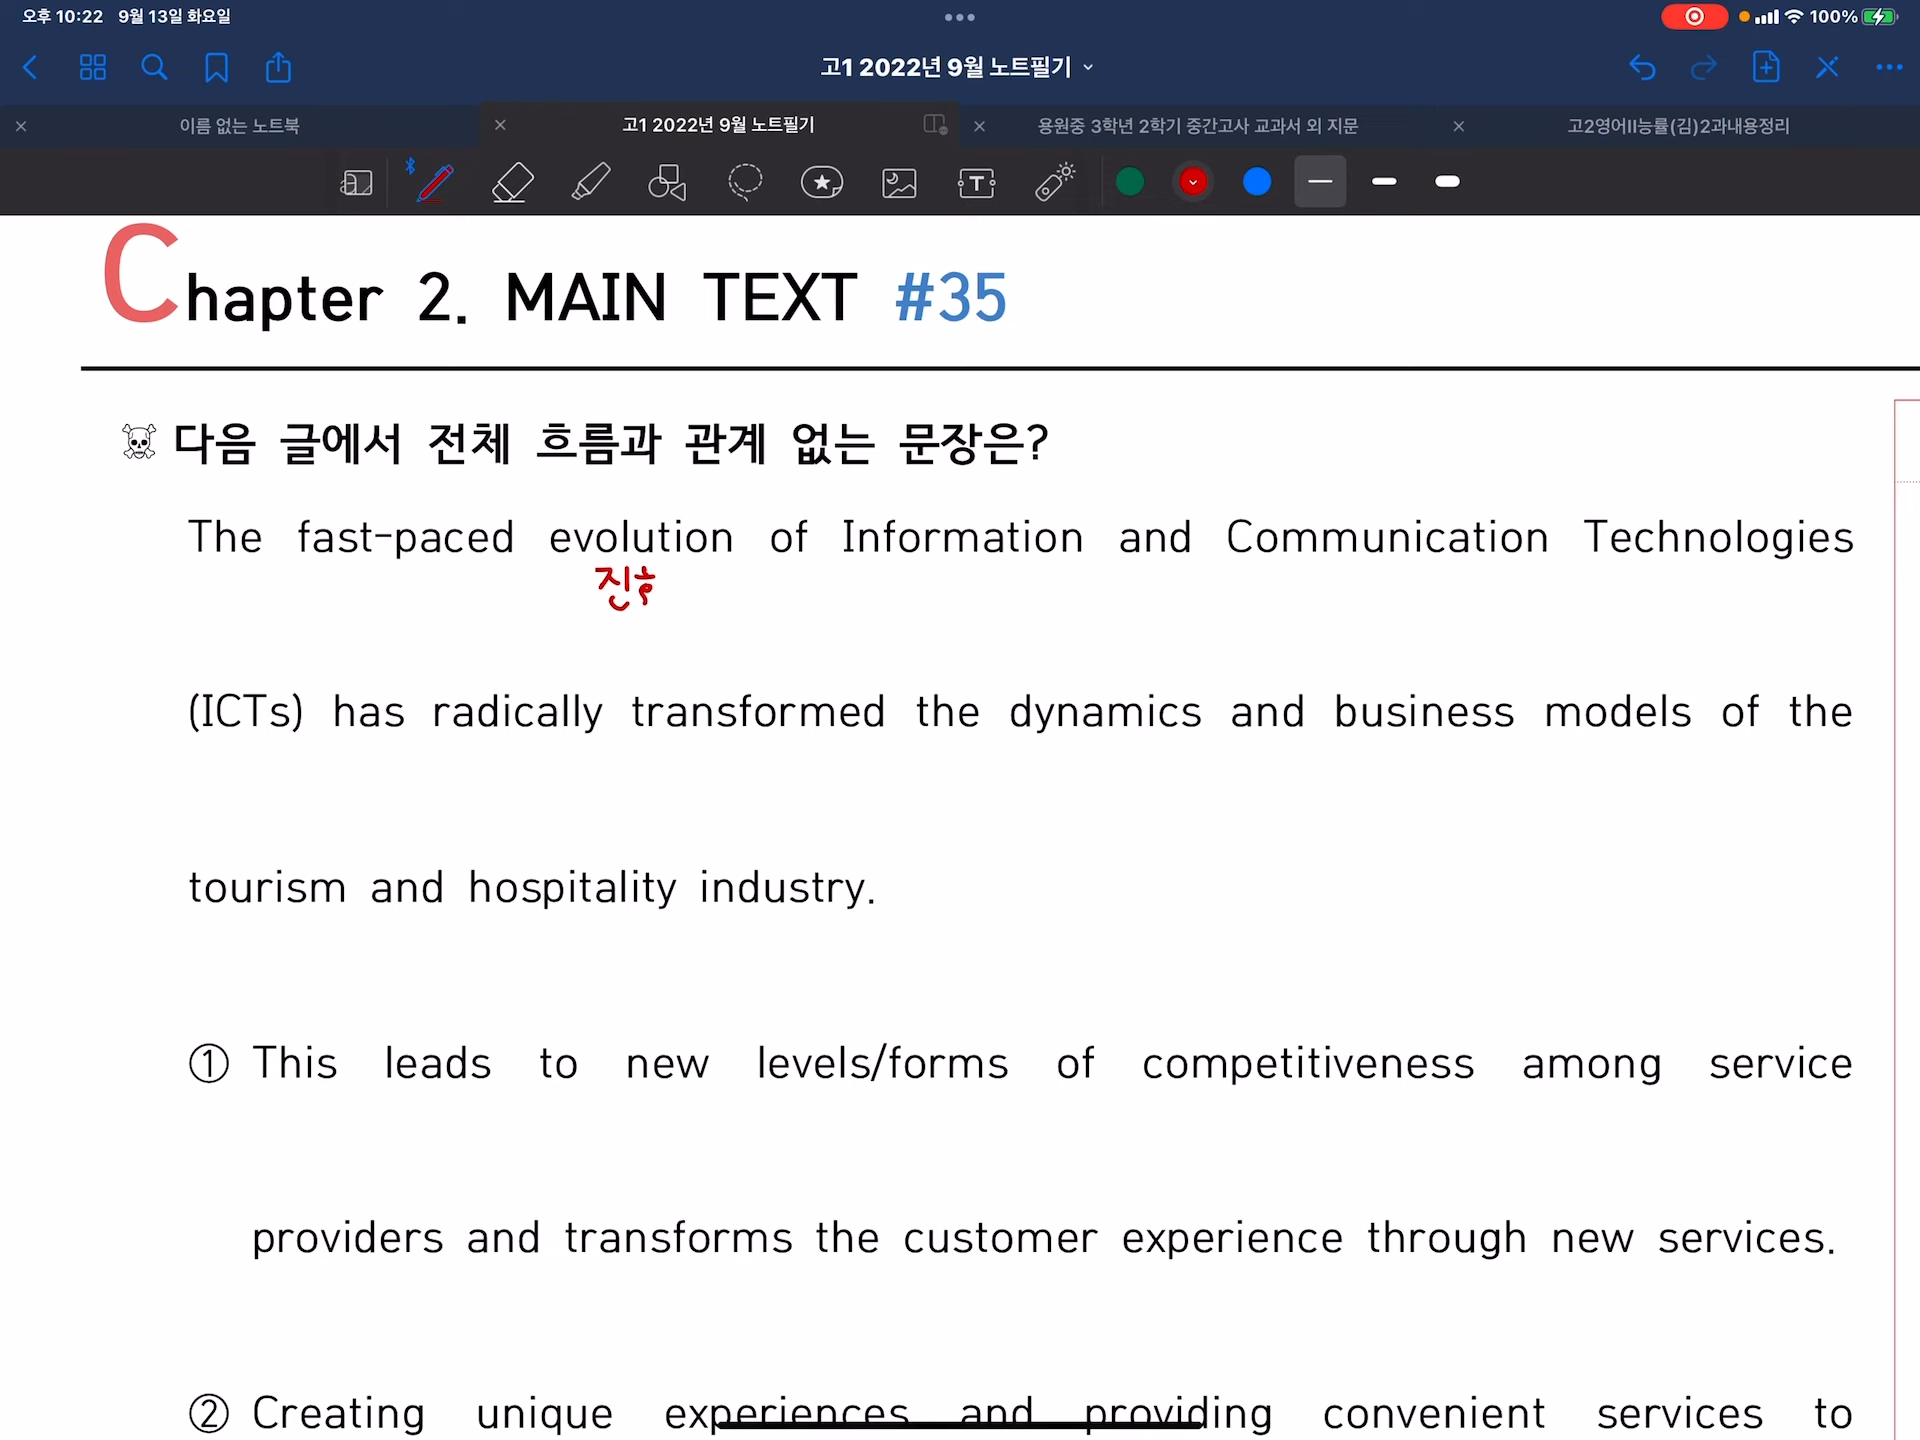 오후 10:22 9월 13일 화요일
100%
고1 2022년 9월 노트필기
이름 없는 노트북
고1 2022년 9월 노트필기
용원중 3학년 2학기 중간고사 교과서 외 지문
고2영어II능률(김)2과내용정리
Chapter 2. MAIN TEXT #35
다음 글에서 전체 흐름과 관계 없는 문장은?
The fast-paced evolution of Information and Communication Technologies
(ICTs) has radically transformed the dynamics and business models of the
tourism and hospitality industry.
① This leads to new levels/forms of competitiveness among service
providers and transforms the customer experience through new services.
② Creating unique experiences and providing convenient services to